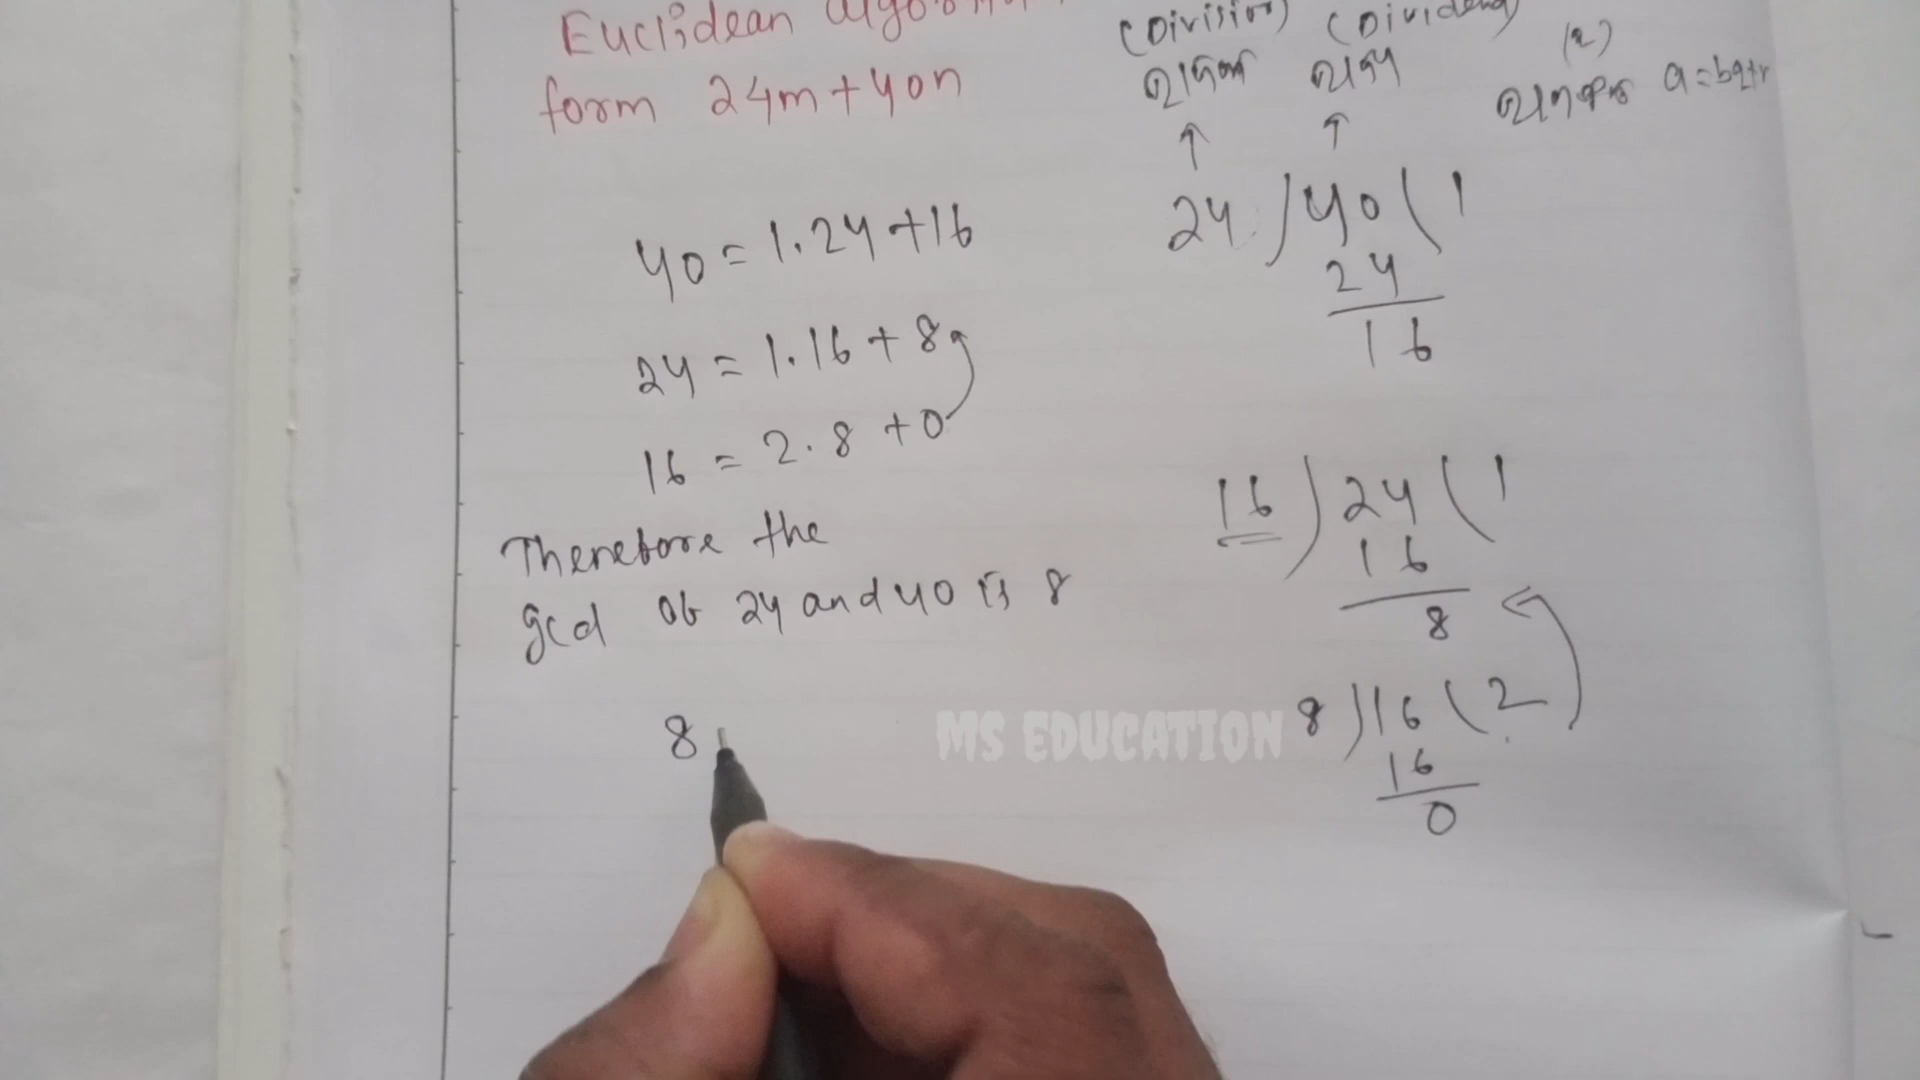 Euclidean
form 24m+40n
(Division) (Dividend)
(r)
ଭାଜକ ଭାଜ୍ୟ
a=bq+r
↑ ↑
40 = 1.24+16
24 ) 40 ( 1
24
16
24 = 1.16 + 8
16 = 2.8 +0
16 ) 24 ( 1
16
8
Therefore the
gcd of 24 and 40 is 8
8 ) 16 ( 2
16
0
8
MS EDUCATION